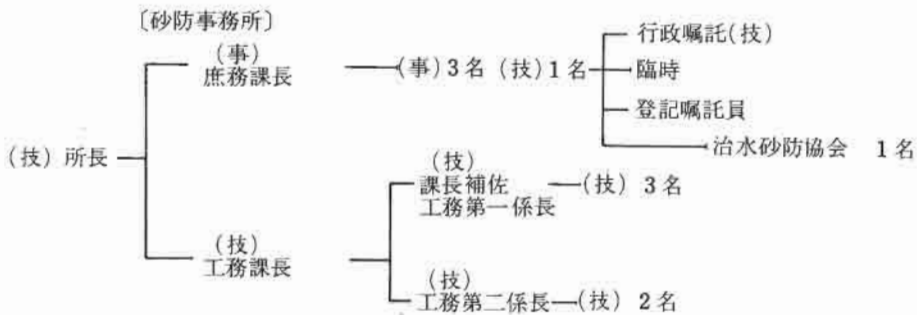 〔砂防事務所〕
(事)
庶務課長
(事)3名 (技)1名
行政嘱託(技)
臨時
登記嘱託員
治水砂防協会 1名
(技)所長
(技)
課長補佐
工務第一係長
(技) 3名
(技)
工務課長
(技)
工務第二係長
(技) 2名